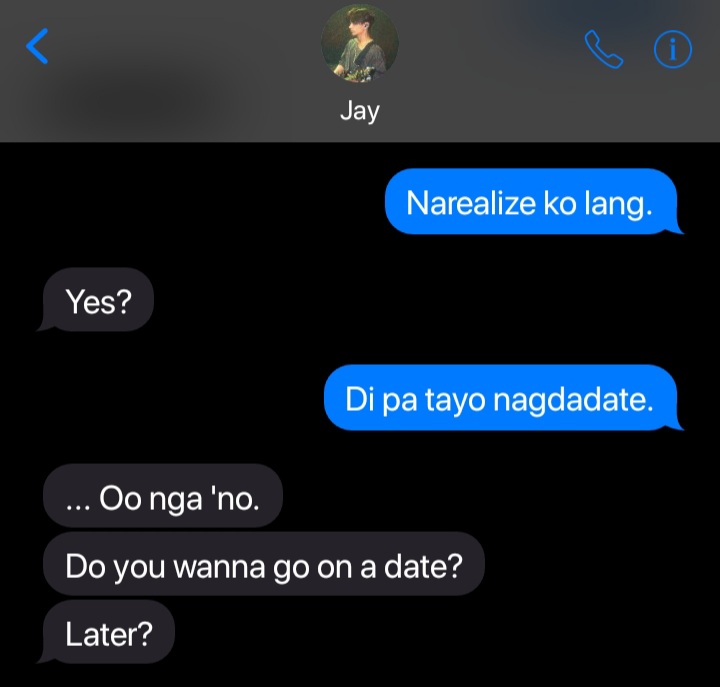 Jay
Narealize ko lang.
Yes?
Di pa tayo nagdadate.
... Oo nga 'no.
Do you wanna go on a date?
Later?